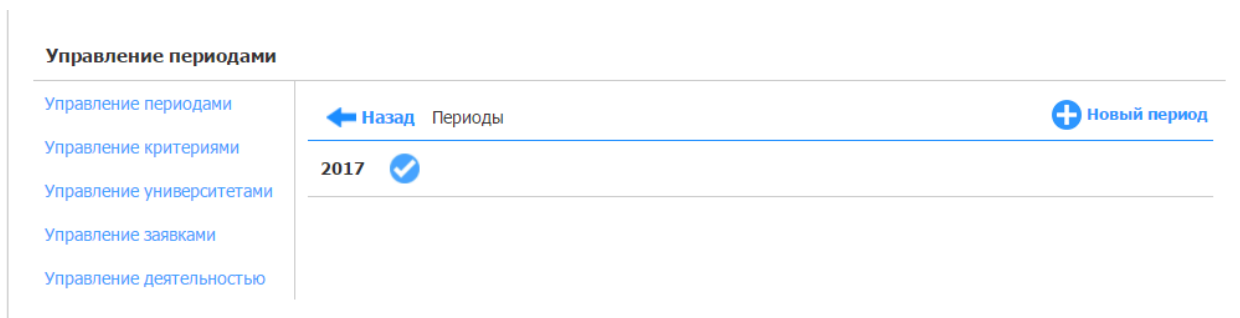 Управление периодами
Управление периодами
Управление критериями
Управление университетами
Управление заявками
Управление деятельностью
Назад Периоды
Новый период
2017